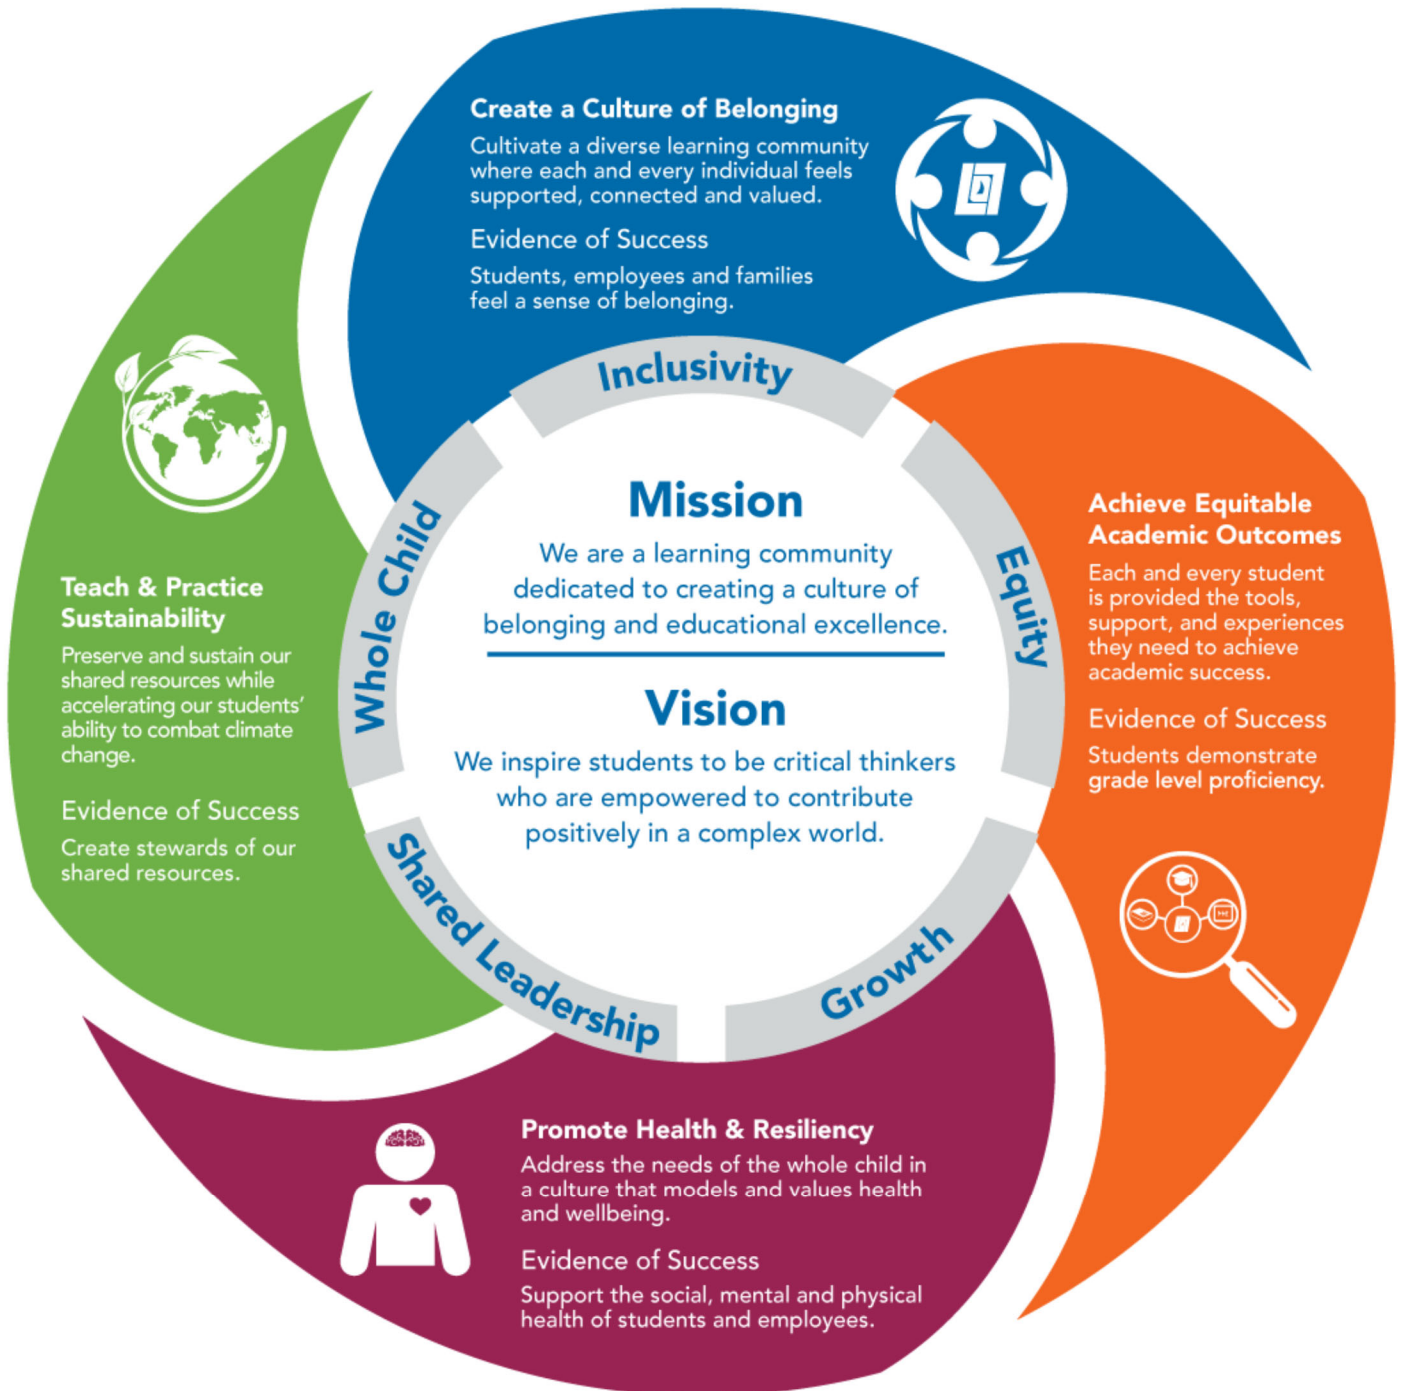 Create a Culture of Belonging
Cultivate a diverse learning community
where each and every individual feels
supported, connected and valued.
Evidence of Success
Students, employees and families
feel a sense of belonging.
Inclusivity
Equity
Growth
Shared Leadership
Whole Child
Mission
We are a learning community
dedicated to creating a culture of
belonging and educational excellence.
Vision
We inspire students to be critical thinkers
who are empowered to contribute
positively in a complex world.
Achieve Equitable
Academic Outcomes
Each and every student
is provided the tools,
support, and experiences
they need to achieve
academic success.
Evidence of Success
Students demonstrate
grade level proficiency.
Promote Health & Resiliency
Address the needs of the whole child in
a culture that models and values health
and wellbeing.
Evidence of Success
Support the social, mental and physical
health of students and employees.
Teach & Practice
Sustainability
Preserve and sustain our
shared resources while
accelerating our students'
ability to combat climate
change.
Evidence of Success
Create stewards of our
shared resources.